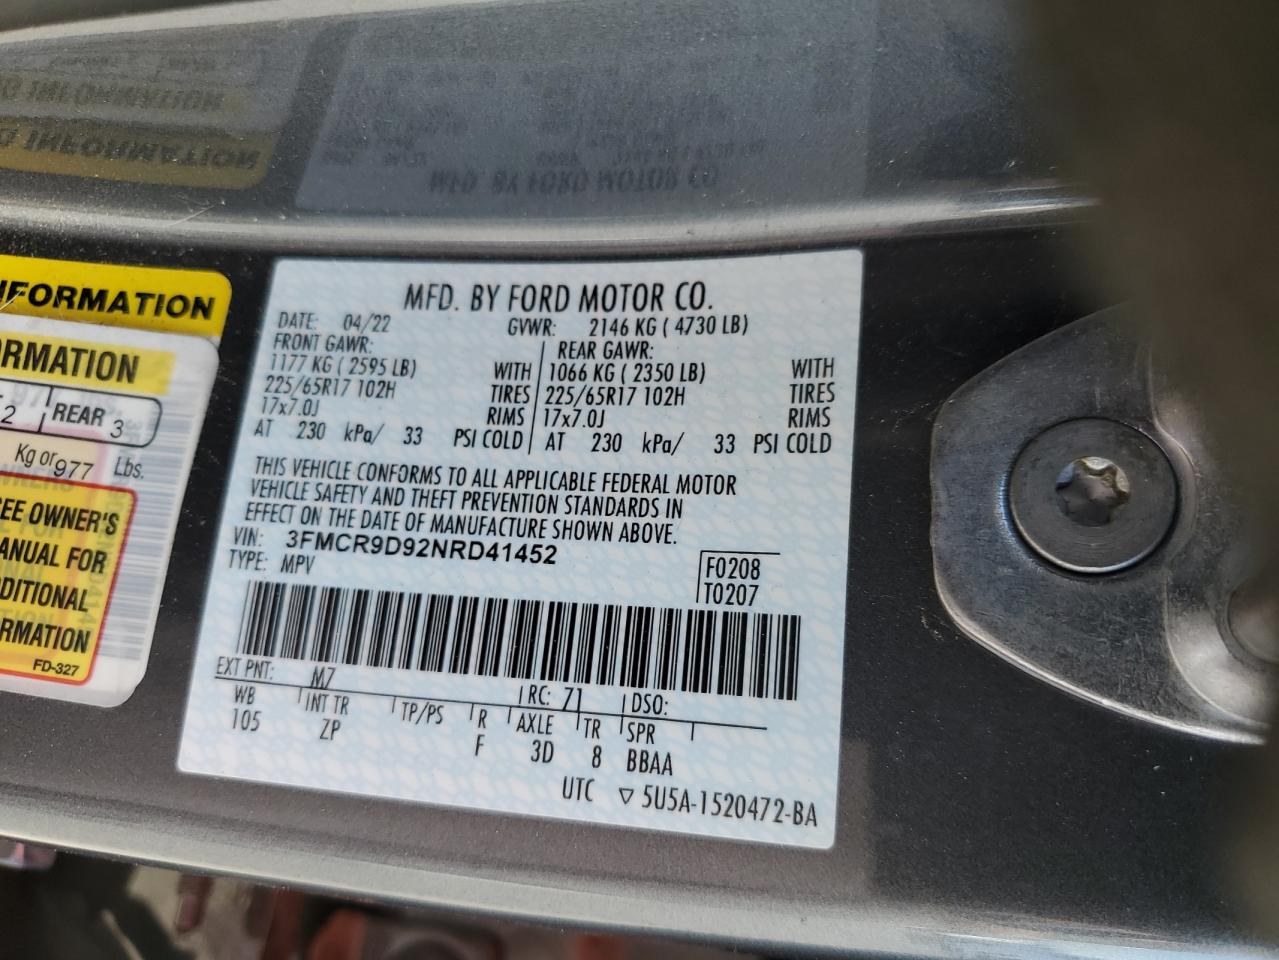 MFD. BY FORD MOTOR CO.
DATE: 04/22 GVWR: 2146 KG ( 4730 LB)
FRONT GAWR: REAR GAWR:
1177 KG ( 2595 LB) WITH 1066 KG ( 2350 LB) WITH
225/65R17 102H TIRES 225/65R17 102H TIRES
17x7.0J RIMS 17x7.0J RIMS
AT 230 kPa/ 33 PSI COLD AT 230 kPa/ 33 PSI COLD
THIS VEHICLE CONFORMS TO ALL APPLICABLE FEDERAL MOTOR
VEHICLE SAFETY AND THEFT PREVENTION STANDARDS IN
EFFECT ON THE DATE OF MANUFACTURE SHOWN ABOVE.
VIN: 3FMCR9D92NRD41452
TYPE: MPV
F0208
T0207
EXT PNT: M7 RC: 71 DSO:
WB INT TR TP/PS R AXLE TR SPR
105 ZP F 3D 8 BBAA
UTC ▽ 5U5A-1520472-BA
IFORMATION
ORMATION
2 REAR 3
Kg or 977 Lbs.
EE OWNER'S
ANUAL FOR
DDITIONAL
RMATION
FD-327